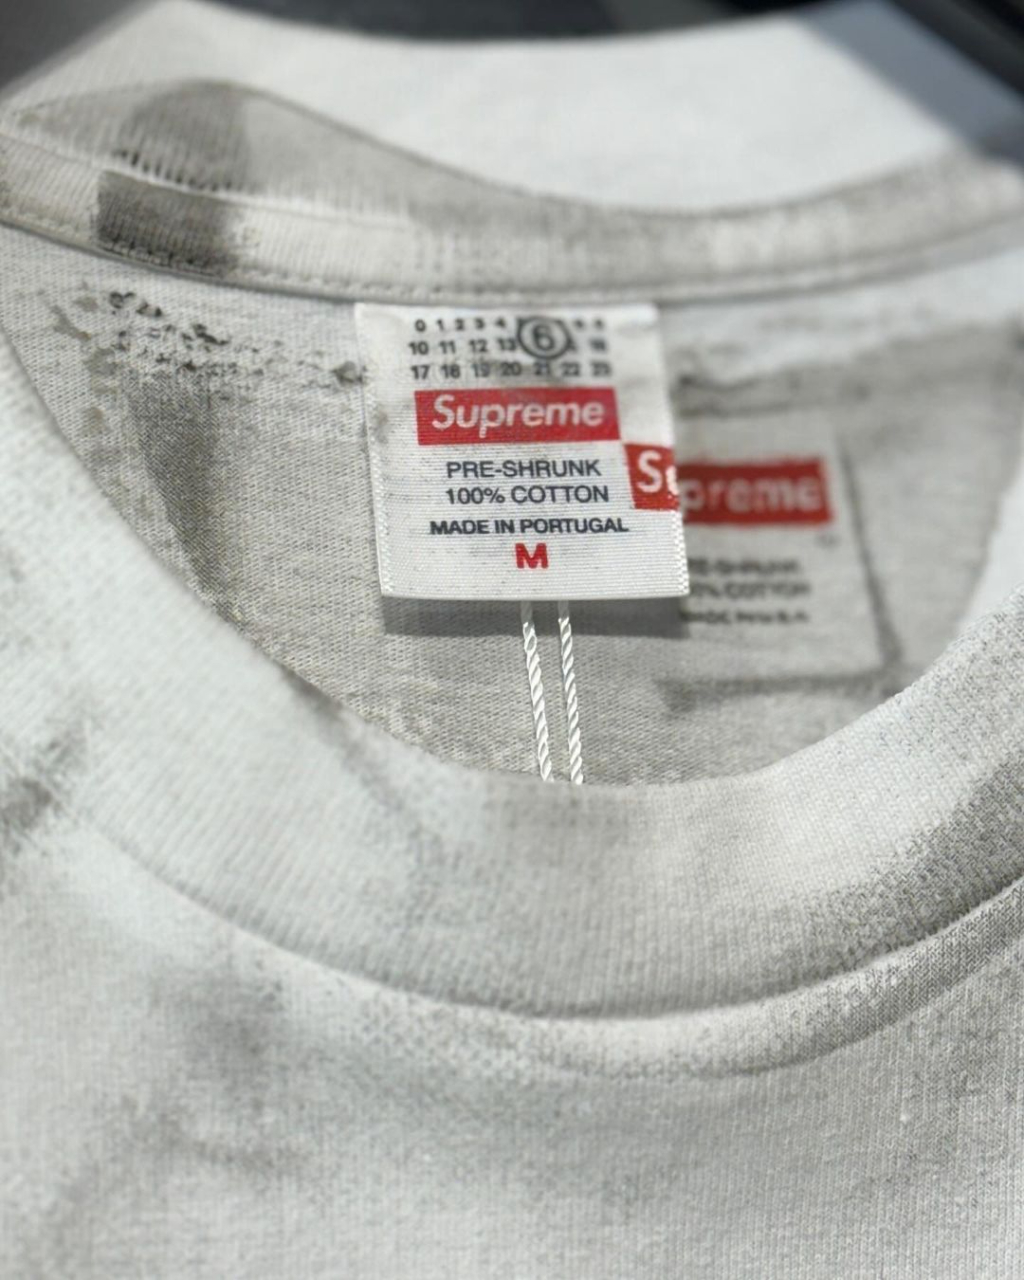 0 1 2 3 4 6
10 11 12 13 16
17 18 19 20 21 22 23
Supreme
PRE-SHRUNK
100% COTTON
MADE IN PORTUGAL
M
Su
preme